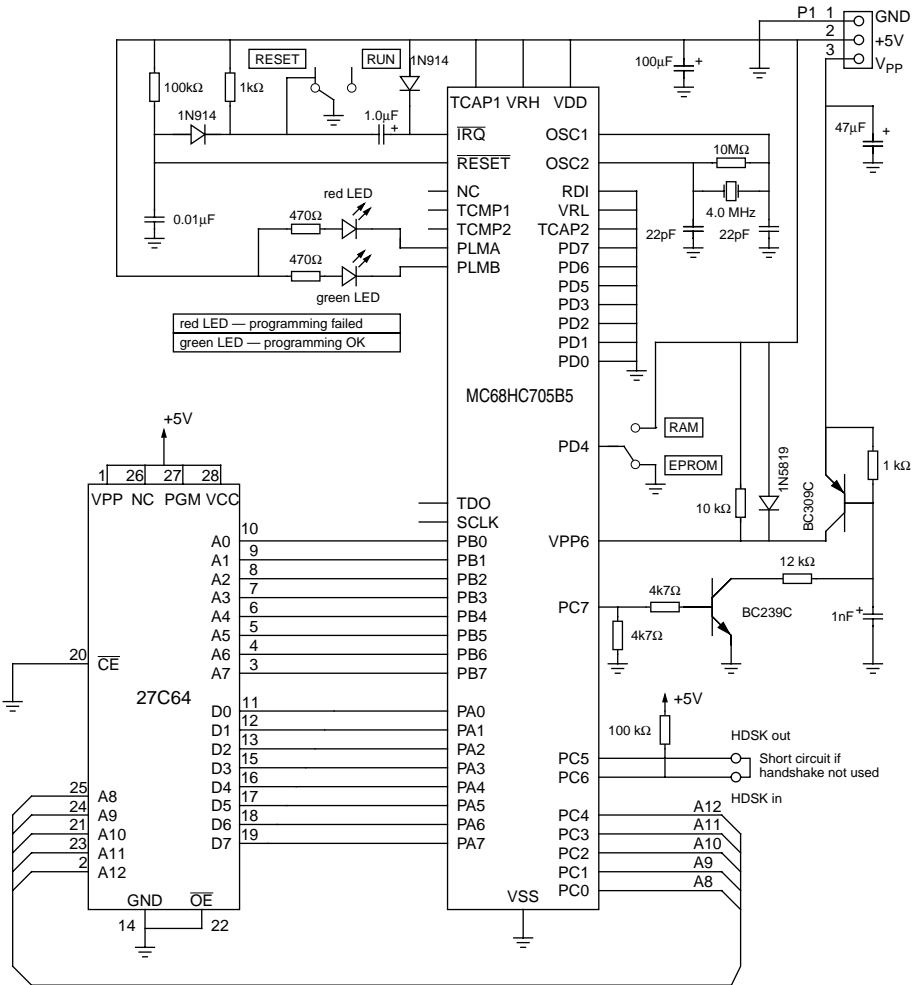 P1 1 GND
2 +5V
3 VPP
RESET RUN 1N914
100kΩ 1kΩ
100µF +
1N914
1.0µF +
TCAP1 VRH VDD
47µF +
IRQ OSC1
10MΩ
RESET OSC2
red LED
NC RDI
4.0 MHz
0.01µF
470Ω
TCMP1 VRL
TCMP2 TCAP2
22pF 22pF
PLMA PD7
470Ω
PLMB PD6
green LED
PD5
PD3
red LED — programming failed
PD2
green LED — programming OK
PD1
PD0
MC68HC705B5
+5V
RAM
PD4
EPROM
1N5819
BC309C
1 kΩ
1 26 27 28
VPP NC PGM VCC
TDO
10 kΩ
SCLK
A0 10 PB0 VPP6
A1 9 PB1
12 kΩ
A2 8 PB2
A3 7 PB3 PC7
4k7Ω
BC239C
1nF +
A4 6 PB4
4k7Ω
A5 5 PB5
20 CE A6 4 PB6
A7 3 PB7
27C64
+5V
D0 11 PA0
100 kΩ
D1 12 PA1
HDSK out
D2 13 PA2
PC5
Short circuit if
handshake not used
D3 15 PA3 PC6
25 A8 D4 16 PA4
HDSK in
24 A9 D5 17 PA5 PC4 A12
21 A10 D6 18 PA6 PC3 A11
23 A11 D7 19 PA7 PC2 A10
2 A12 PC1 A9
PC0 A8
GND OE
VSS
14 22